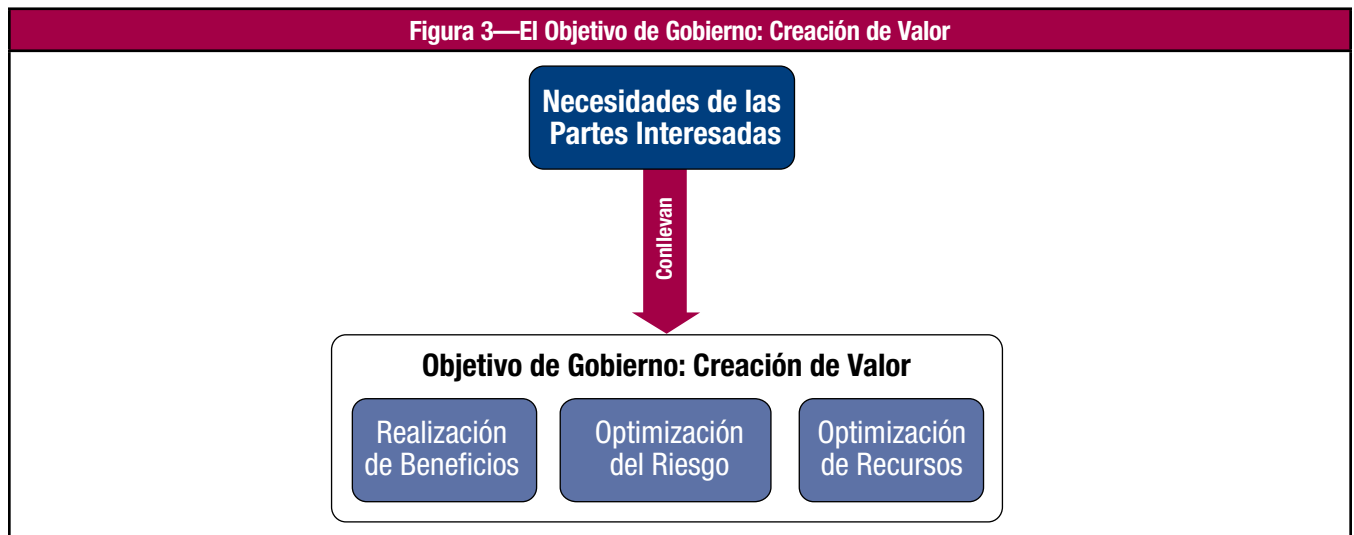 Figura 3—El Objetivo de Gobierno: Creación de Valor
Necesidades de las
Partes Interesadas
Conllevan
Objetivo de Gobierno: Creación de Valor
Realización
de Beneficios
Optimización
del Riesgo
Optimización
de Recursos